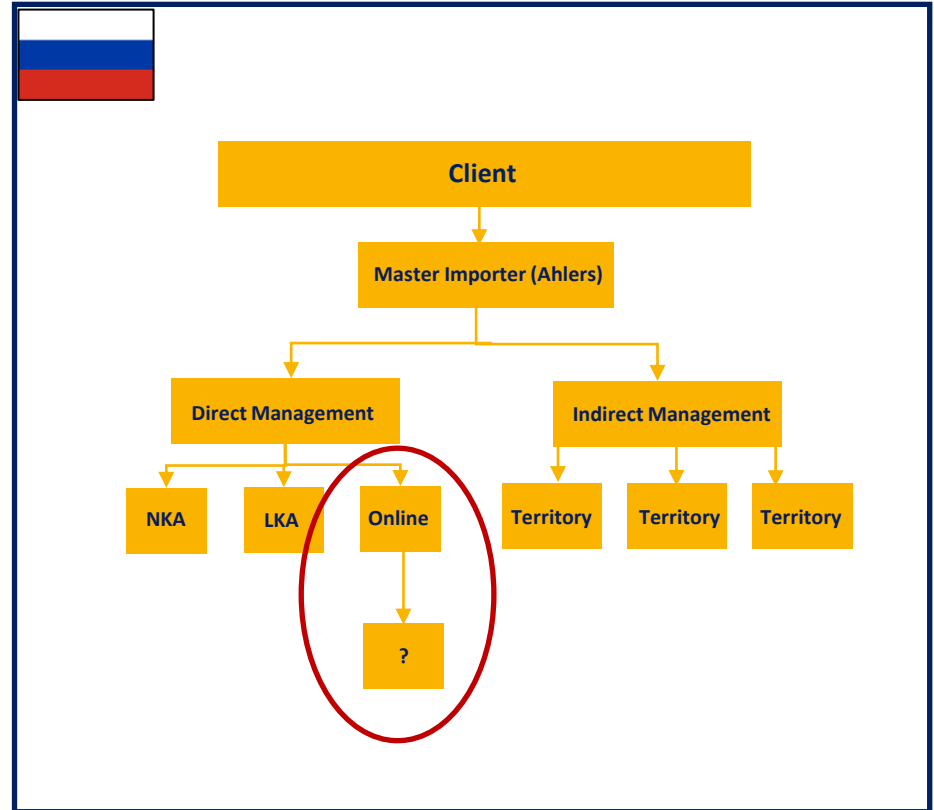 Client
Master Importer (Ahlers)
Direct Management
Indirect Management
NKA
LKA
Online
Territory
Territory
Territory
?